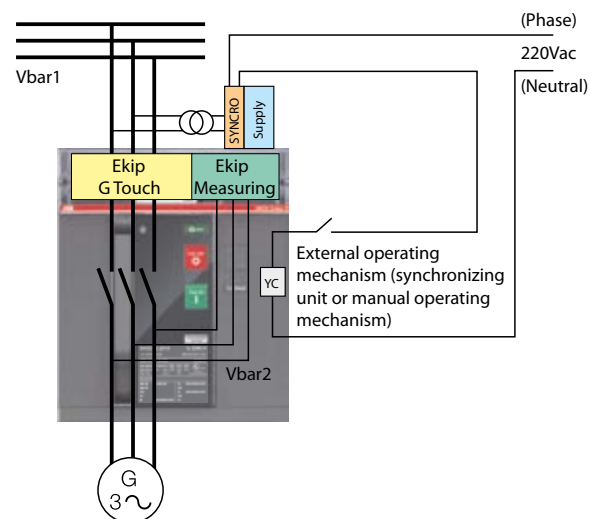 (Phase)
220Vac
(Neutral)
Vbar1
SYNCRO
Supply
Ekip
G Touch
Ekip
Measuring
External operating
mechanism (synchronizing
unit or manual operating
mechanism)
YC
Vbar2
G
3